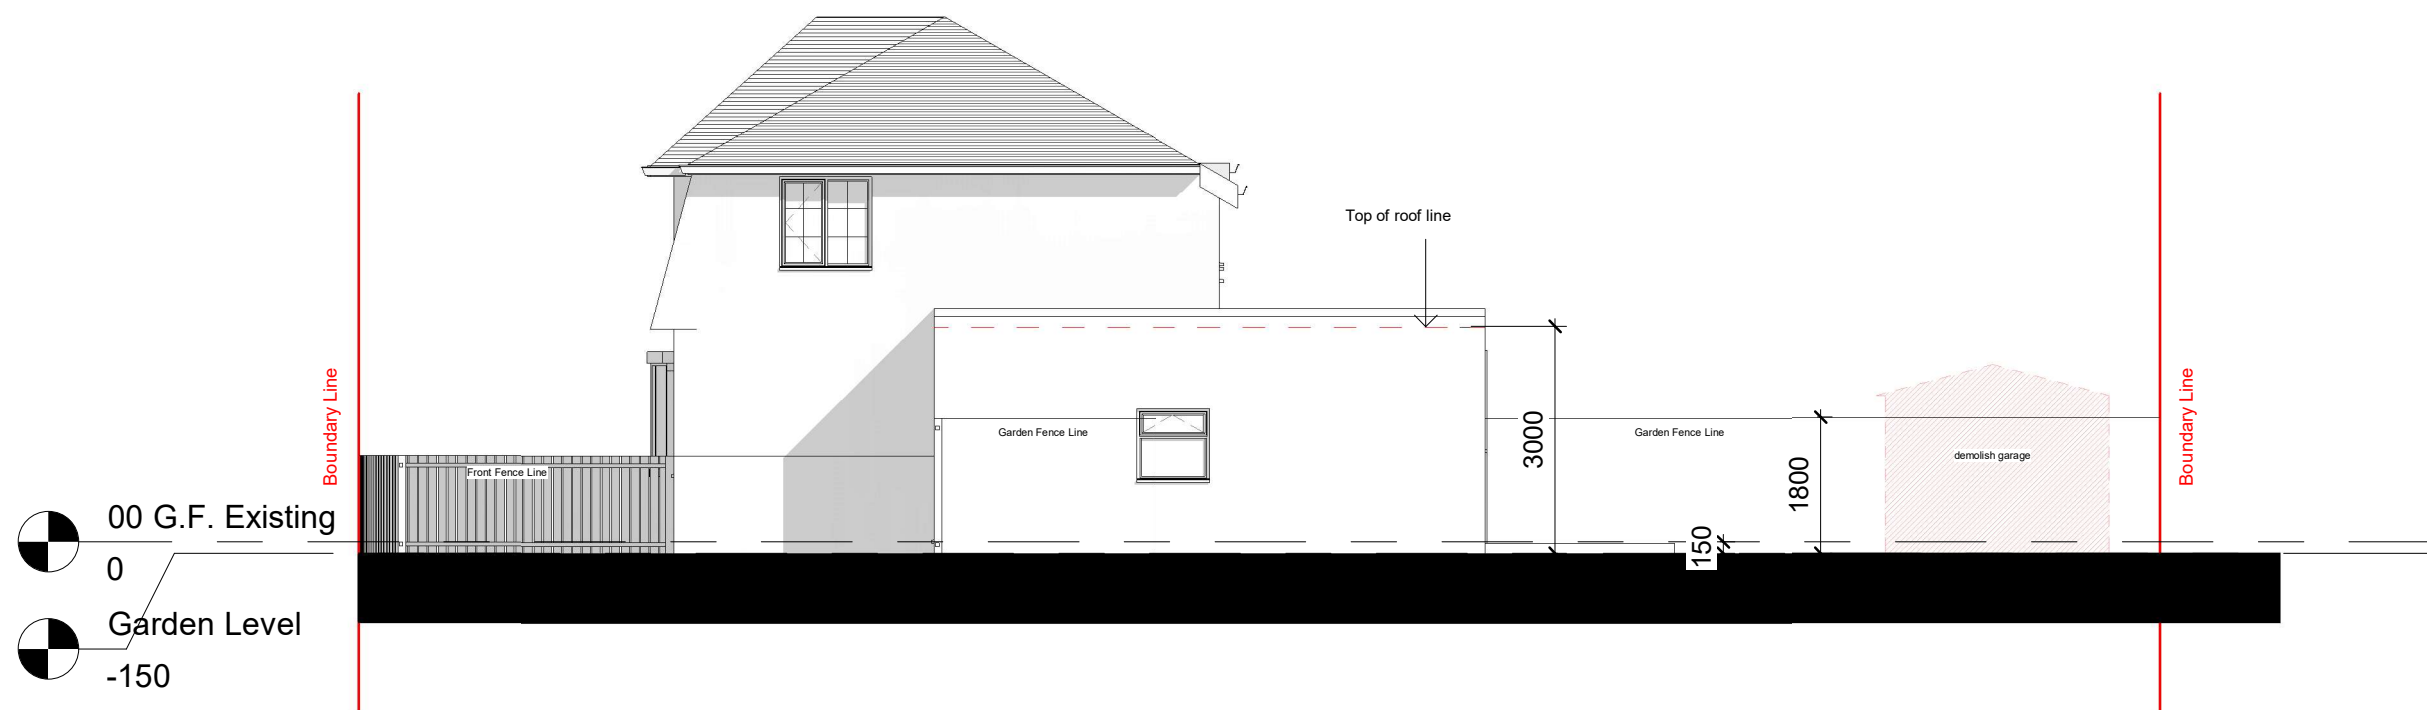 Top of roof line
Boundary Line
Boundary Line
Garden Fence Line
3000
Garden Fence Line
demolish garage
Front Fence Line
1800
00 G.F. Existing
0
150
Garden Level
-150